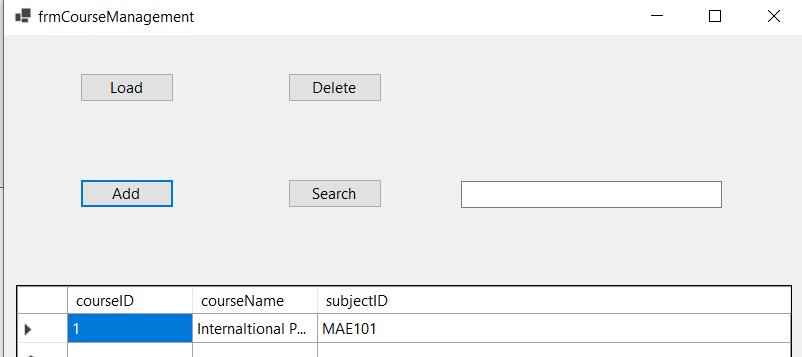 frmCourseManagement
Load Delete
Add Search
courseID courseName subjectID
1 Internaltional P... MAE101